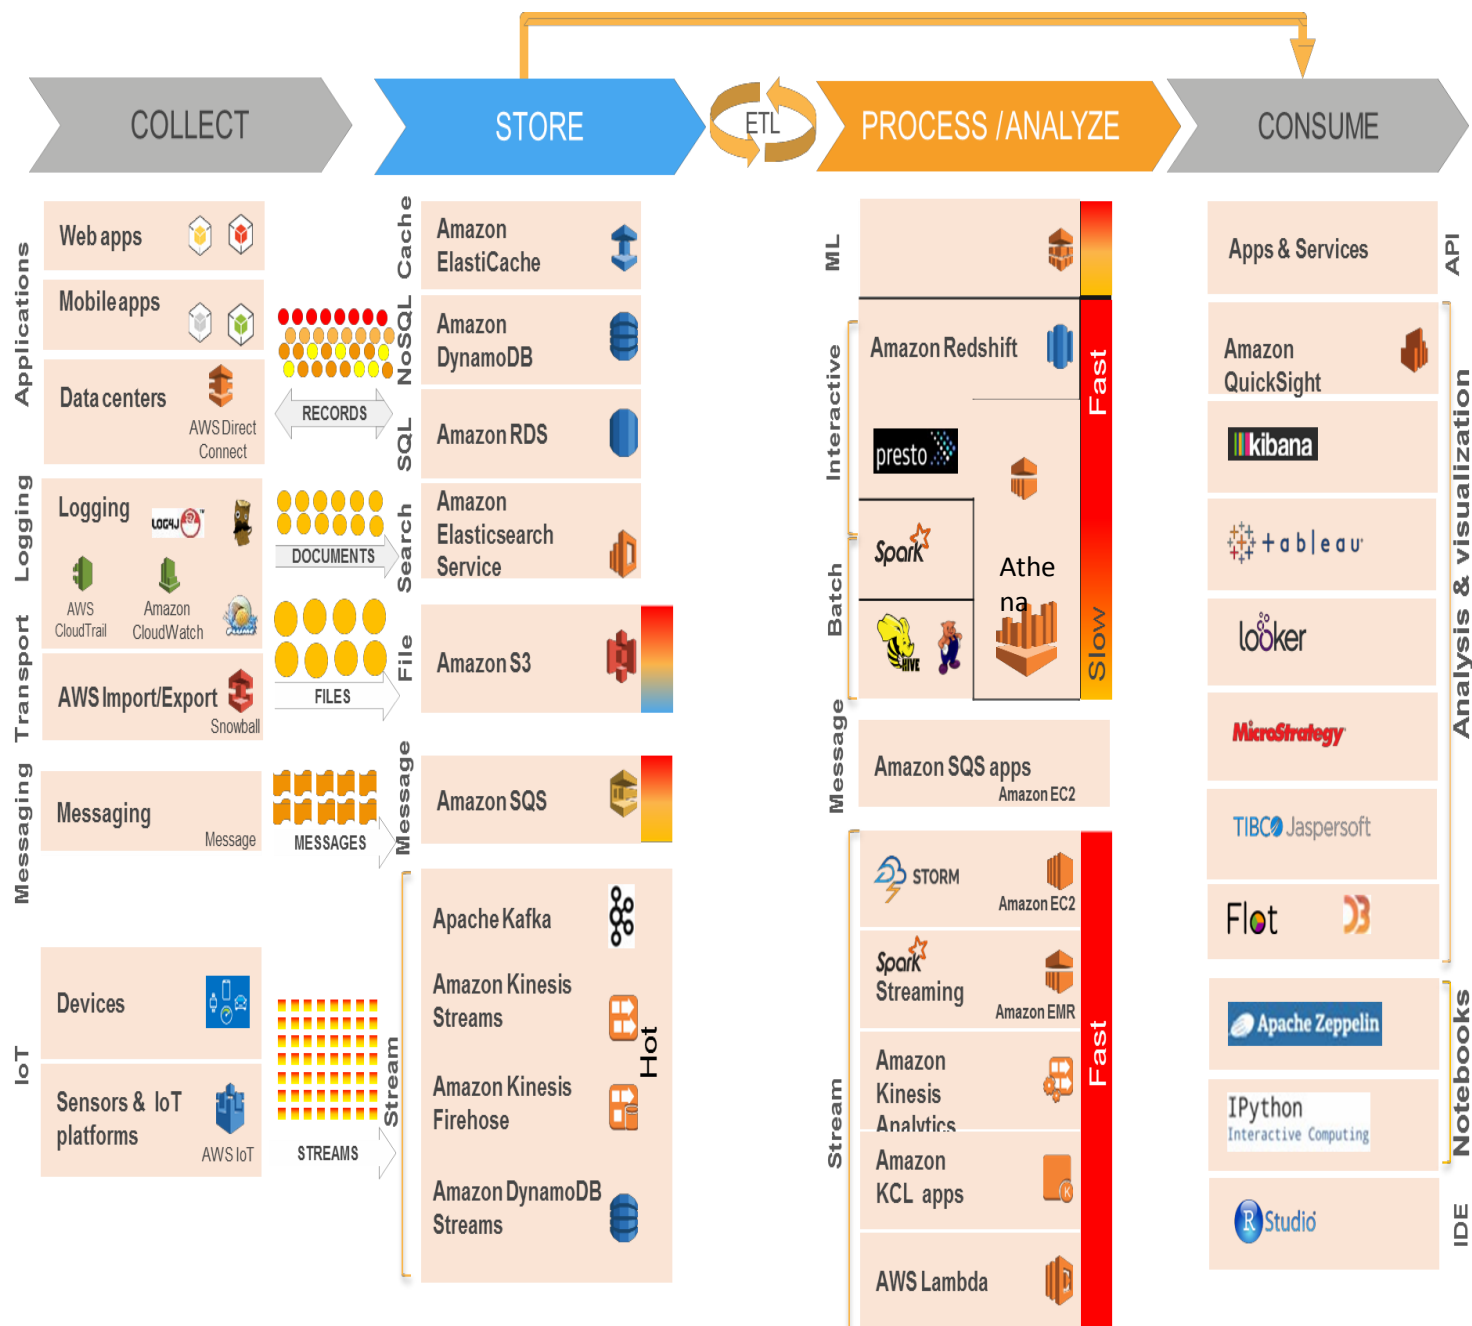 COLLECT
STORE
ETL
PROCESS / ANALYZE
CONSUME
Applications
Web apps
Mobile apps
Data centers
AWS Direct
Connect
Logging
Logging
LOG4J
AWS
CloudTrail
Amazon
CloudWatch
Transport
AWS Import/Export
Snowball
Messaging
Messaging
Message
IoT
Devices
Sensors & IoT
platforms
AWS IoT
RECORDS
DOCUMENTS
FILES
MESSAGES
STREAMS
Cache
Amazon
ElastiCache
NoSQL
Amazon
DynamoDB
SQL
Amazon RDS
Search
Amazon
Elasticsearch
Service
File
Amazon S3
Message
Amazon SQS
Stream
Apache Kafka
Amazon Kinesis
Streams
Hot
Amazon Kinesis
Firehose
Amazon DynamoDB
Streams
ML
Interactive
Amazon Redshift
Fast
presto
Batch
Spark
Athe
na
HIVE
Slow
Message
Amazon SQS apps
Amazon EC2
Stream
STORM
Amazon EC2
Spark
Streaming
Amazon EMR
Fast
Amazon
Kinesis
Analytics
Amazon
KCL apps
K
AWS Lambda
API
Apps & Services
Analysis & visualization
Amazon
QuickSight
kibana
+ a b | e a u
looker
MicroStrategy
TIBCO Jaspersoft
Flot
D3
Notebooks
Apache Zeppelin
IPython
Interactive Computing
IDE
R Studio